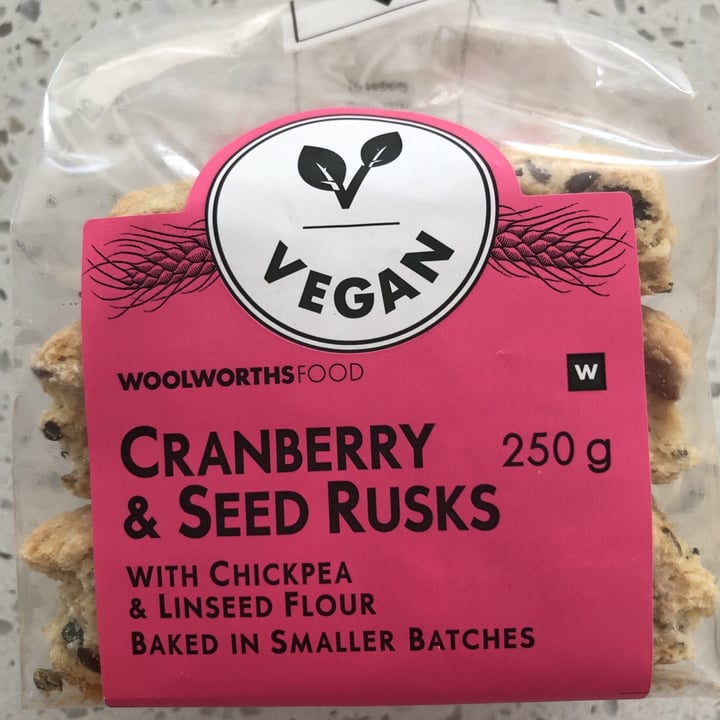 VEGAN
WOOLWORTHSFOOD
W
CRANBERRY
250 g
& SEED RUSKS
WITH CHICKPEA
& LINSEED FLOUR
BAKED IN SMALLER BATCHES